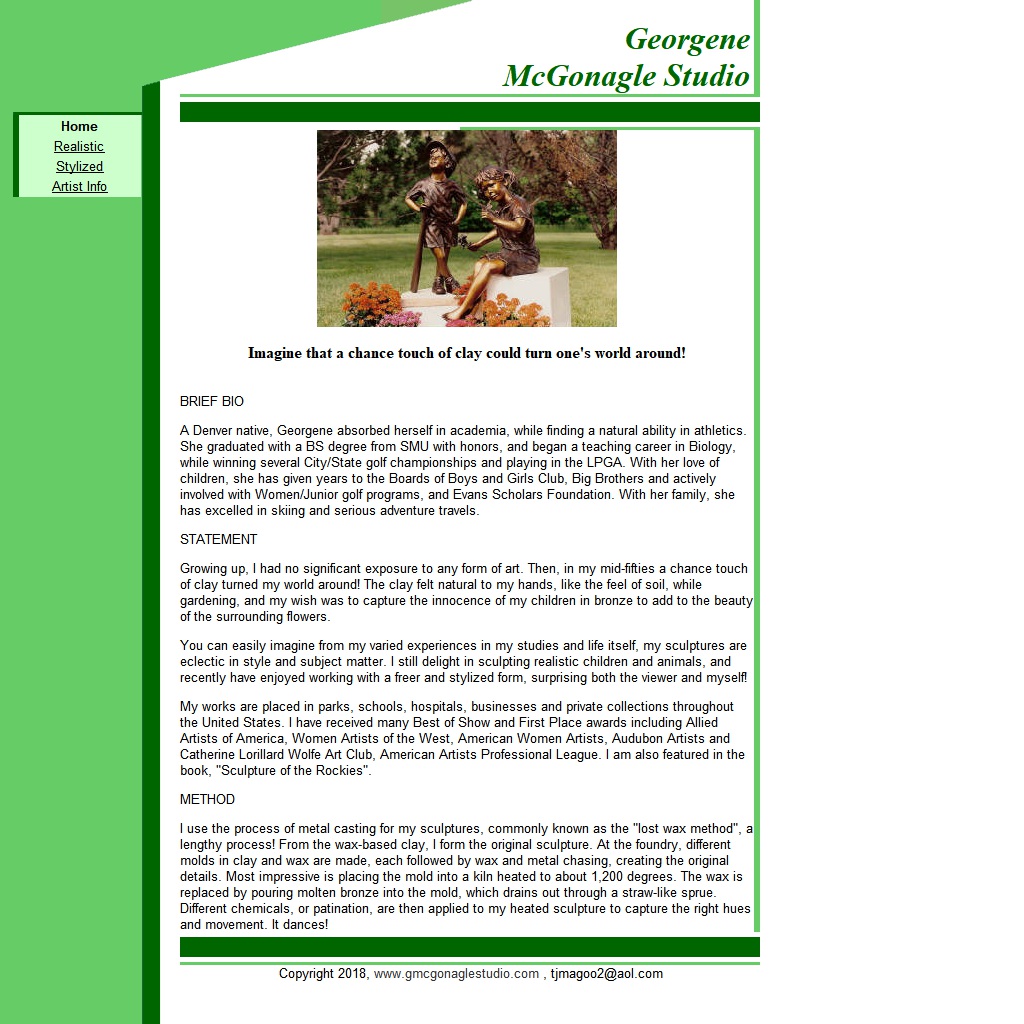 Georgene
McGonagle Studio
Home
Realistic
Stylized
Artist Info
Imagine that a chance touch of clay could turn one's world around!
BRIEF BIO
A Denver native, Georgene absorbed herself in academia, while finding a natural ability in athletics.
She graduated with a BS degree from SMU with honors, and began a teaching career in Biology,
while winning several City/State golf championships and playing in the LPGA. With her love of
children, she has given years to the Boards of Boys and Girls Club, Big Brothers and actively
involved with Women/Junior golf programs, and Evans Scholars Foundation. With her family, she
has excelled in skiing and serious adventure travels.
STATEMENT
Growing up, I had no significant exposure to any form of art. Then, in my mid-fifties a chance touch
of clay turned my world around! The clay felt natural to my hands, like the feel of soil, while
gardening, and my wish was to capture the innocence of my children in bronze to add to the beauty
of the surrounding flowers.
You can easily imagine from my varied experiences in my studies and life itself, my sculptures are
eclectic in style and subject matter. I still delight in sculpting realistic children and animals, and
recently have enjoyed working with a freer and stylized form, surprising both the viewer and myself!
My works are placed in parks, schools, hospitals, businesses and private collections throughout
the United States. I have received many Best of Show and First Place awards including Allied
Artists of America, Women Artists of the West, American Women Artists, Audubon Artists and
Catherine Lorillard Wolfe Art Club, American Artists Professional League. I am also featured in the
book, "Sculpture of the Rockies".
METHOD
I use the process of metal casting for my sculptures, commonly known as the "lost wax method", a
lengthy process! From the wax-based clay, I form the original sculpture. At the foundry, different
molds in clay and wax are made, each followed by wax and metal chasing, creating the original
details. Most impressive is placing the mold into a kiln heated to about 1,200 degrees. The wax is
replaced by pouring molten bronze into the mold, which drains out through a straw-like sprue.
Different chemicals, or patination, are then applied to my heated sculpture to capture the right hues
and movement. It dances!
Copyright 2018, www.gmcgonaglestudio.com , tjmagoo2@aol.com